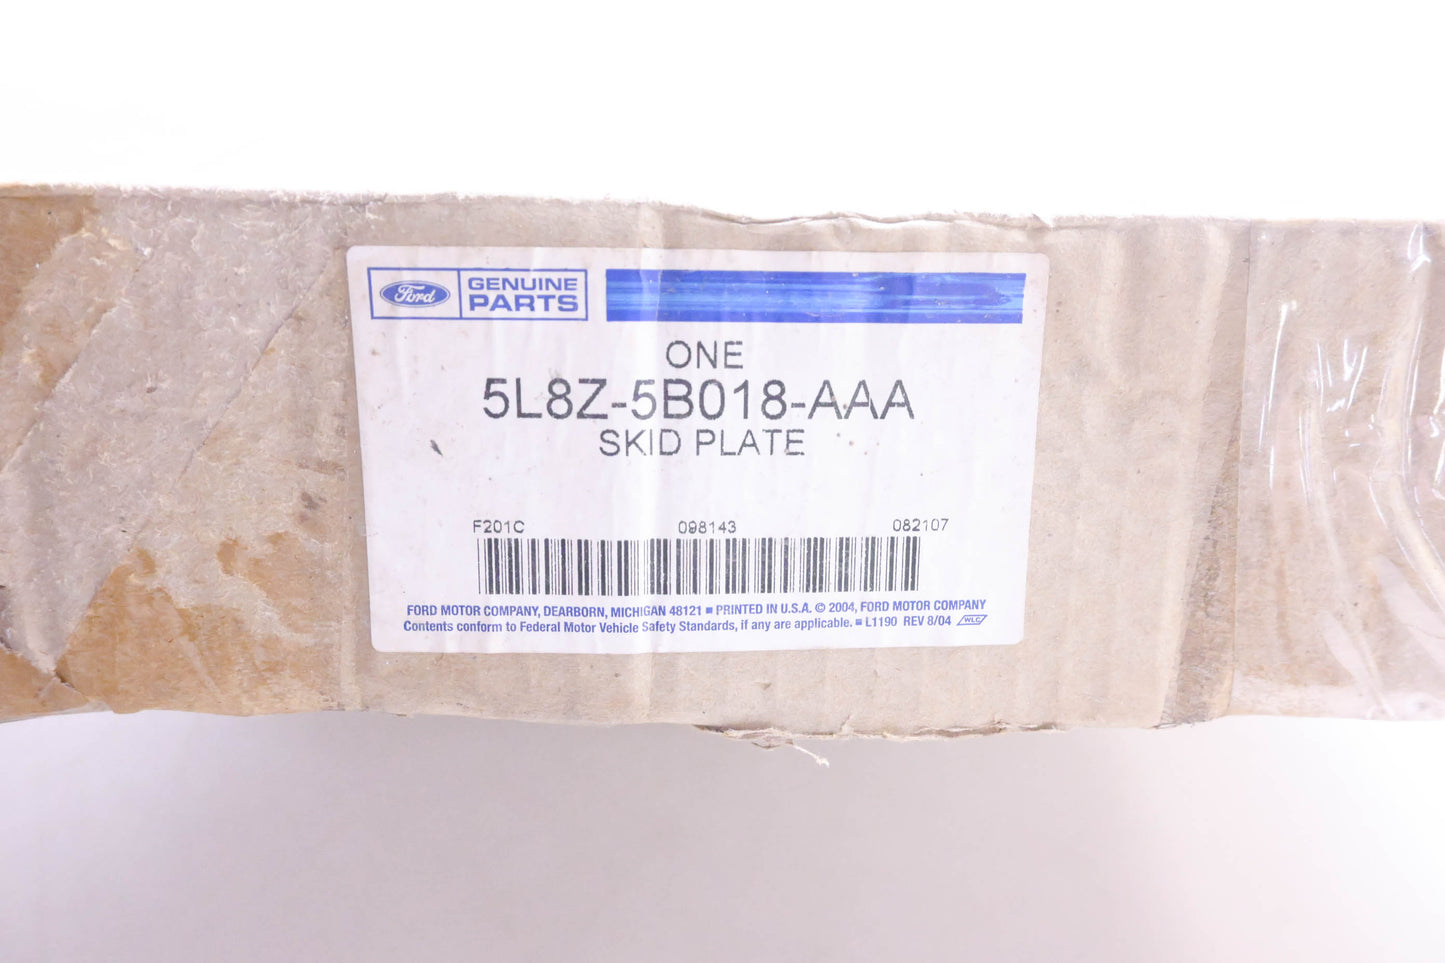 Ford GENUINE
PARTS
ONE
5L8Z-5B018-AAA
SKID PLATE
F201C 098143 082107
FORD MOTOR COMPANY, DEARBORN, MICHIGAN 48121 ■ PRINTED IN U.S.A. © 2004, FORD MOTOR COMPANY
Contents conform to Federal Motor Vehicle Safety Standards, if any are applicable. ■ L1190 REV 8/04 WLC